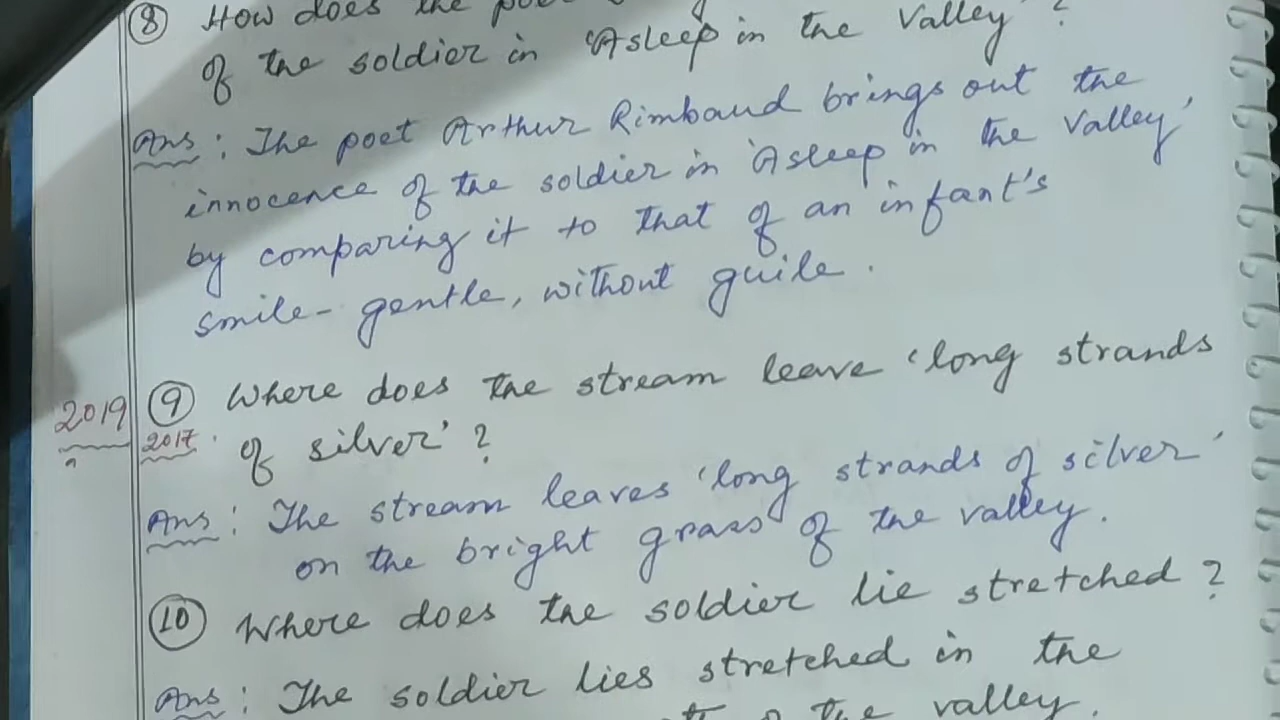 8 How does the poet
of the soldier in 'Asleep in the Valley'?
Ans: The poet Arthur Rimbaud brings out the
innocence of the soldier in 'Asleep in the Valley'
by comparing it to that of an infant's
smile- gentle, without guile.
2019 9 Where does the stream leave 'long strands
2017 of silver'?
Ans: The stream leaves 'long strands of silver'
on the bright grass of the valley.
10 Where does the soldier lie stretched?
Ans: The soldier lies stretched in the
the valley.